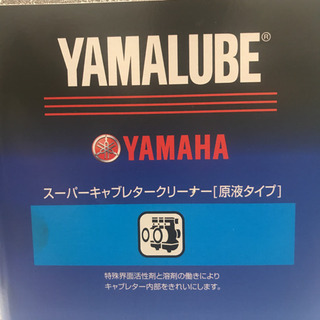 YAMALUBE®
YAMAHA
スーパーキャブレタークリーナー[原液タイプ]
特殊界面活性剤と溶剤の働きにより
キャブレター内部をきれいにします。